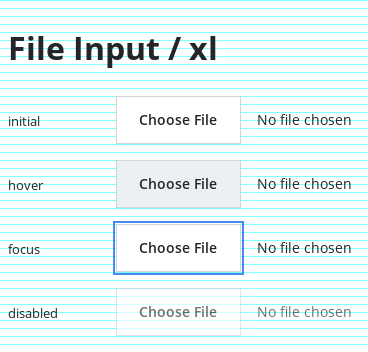 File Input / xl
initial Choose File No file chosen
hover Choose File No file chosen
focus Choose File No file chosen
disabled Choose File No file chosen